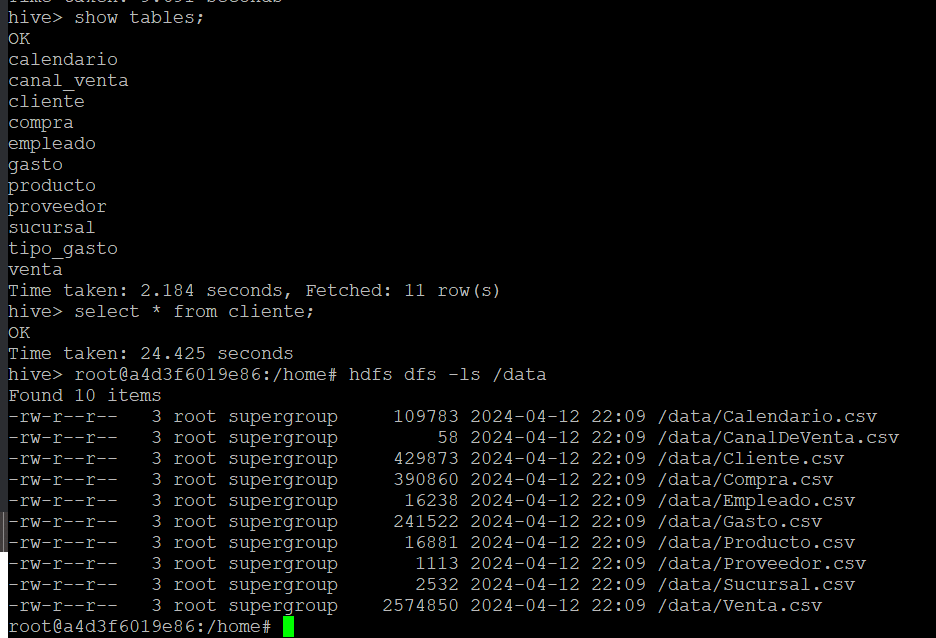 hive> show tables;
OK
calendario
canal_venta
cliente
compra
empleado
gasto
producto
proveedor
sucursal
tipo_gasto
venta
Time taken: 2.184 seconds, Fetched: 11 row(s)
hive> select * from cliente;
OK
Time taken: 24.425 seconds
hive> root@a4d3f6019e86:/home# hdfs dfs -ls /data
Found 10 items
-rw-r--r--   3 root supergroup     109783 2024-04-12 22:09 /data/Calendario.csv
-rw-r--r--   3 root supergroup         58 2024-04-12 22:09 /data/CanalDeVenta.csv
-rw-r--r--   3 root supergroup     429873 2024-04-12 22:09 /data/Cliente.csv
-rw-r--r--   3 root supergroup     390860 2024-04-12 22:09 /data/Compra.csv
-rw-r--r--   3 root supergroup      16238 2024-04-12 22:09 /data/Empleado.csv
-rw-r--r--   3 root supergroup     241522 2024-04-12 22:09 /data/Gasto.csv
-rw-r--r--   3 root supergroup      16881 2024-04-12 22:09 /data/Producto.csv
-rw-r--r--   3 root supergroup       1113 2024-04-12 22:09 /data/Proveedor.csv
-rw-r--r--   3 root supergroup       2532 2024-04-12 22:09 /data/Sucursal.csv
-rw-r--r--   3 root supergroup    2574850 2024-04-12 22:09 /data/Venta.csv
root@a4d3f6019e86:/home#